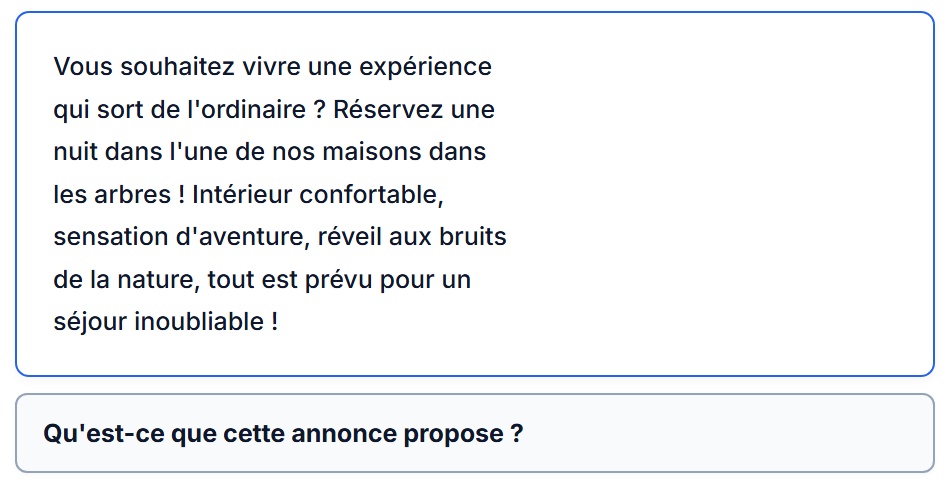 Vous souhaitez vivre une expérience
qui sort de l'ordinaire ? Réservez une
nuit dans l'une de nos maisons dans
les arbres ! Intérieur confortable,
sensation d'aventure, réveil aux bruits
de la nature, tout est prévu pour un
séjour inoubliable !
Qu'est-ce que cette annonce propose ?